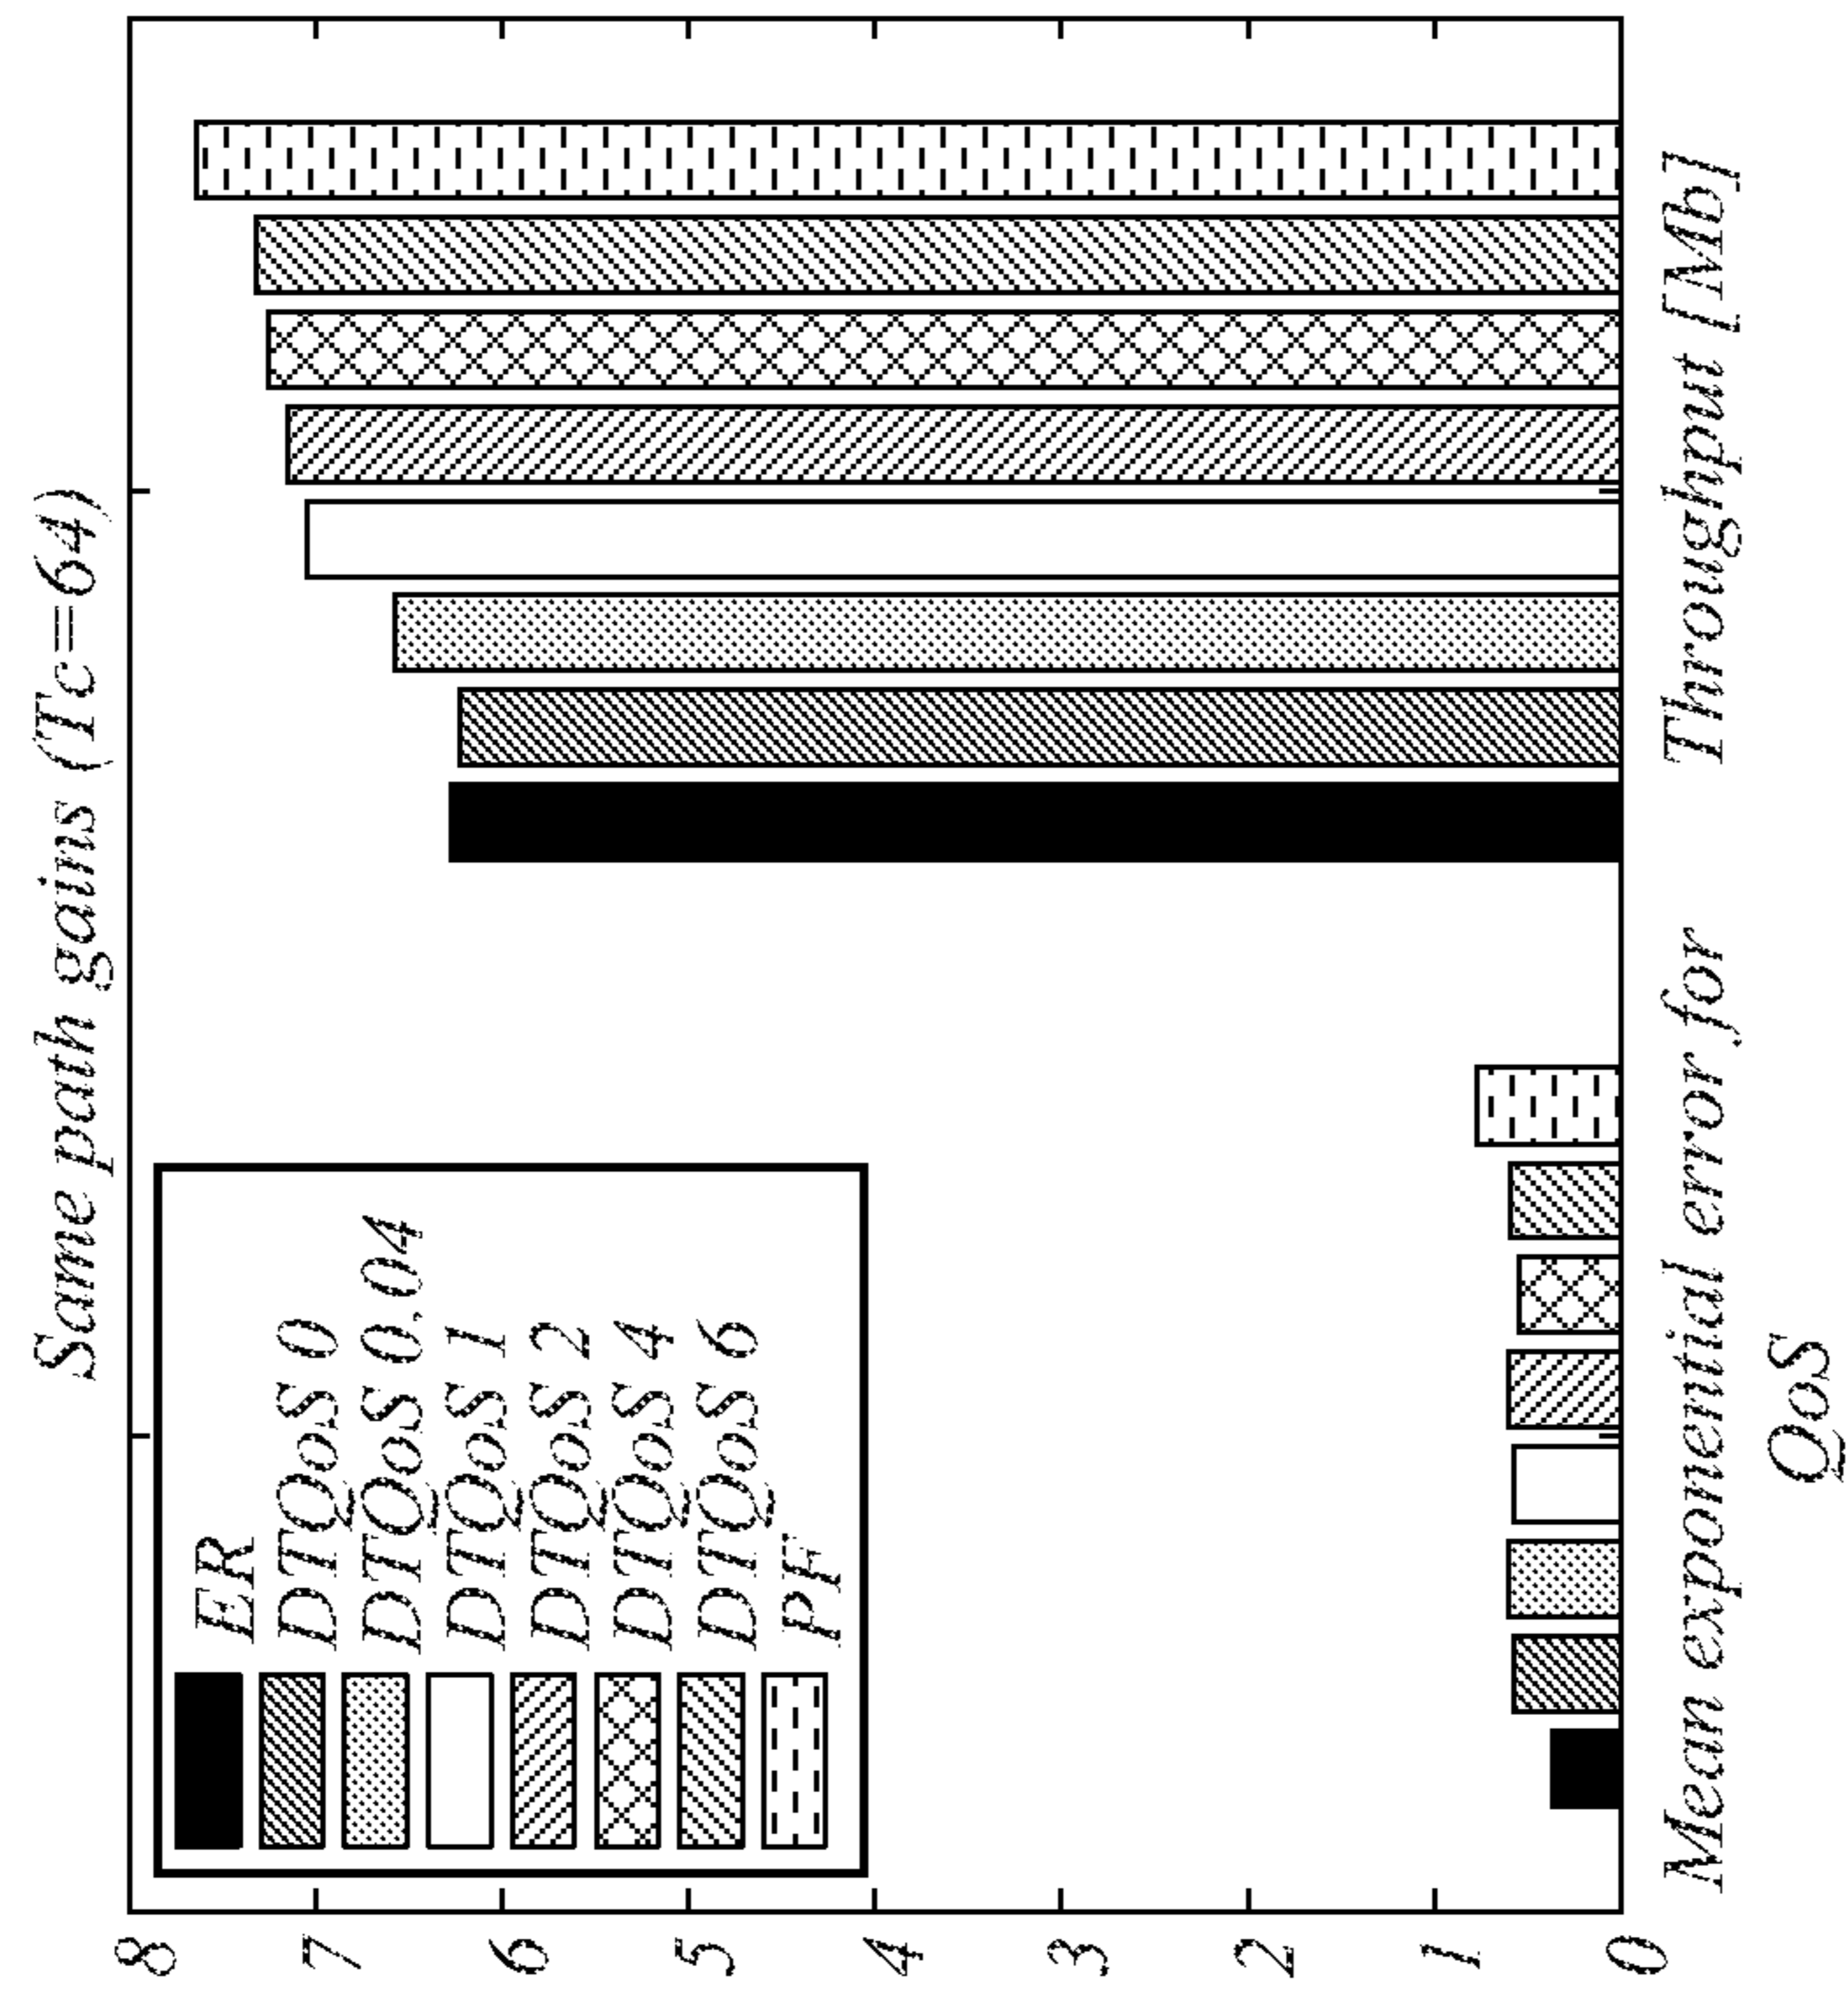 Same path gains (Tc=64)
8
7
6
5
4
3
2
1
0
ER
DTQoS 0
DTQoS 0.04
DTQoS 1
DTQoS 2
DTQoS 4
DTQoS 6
PF
Mean exponential error for
QoS
Throughput [Mb]